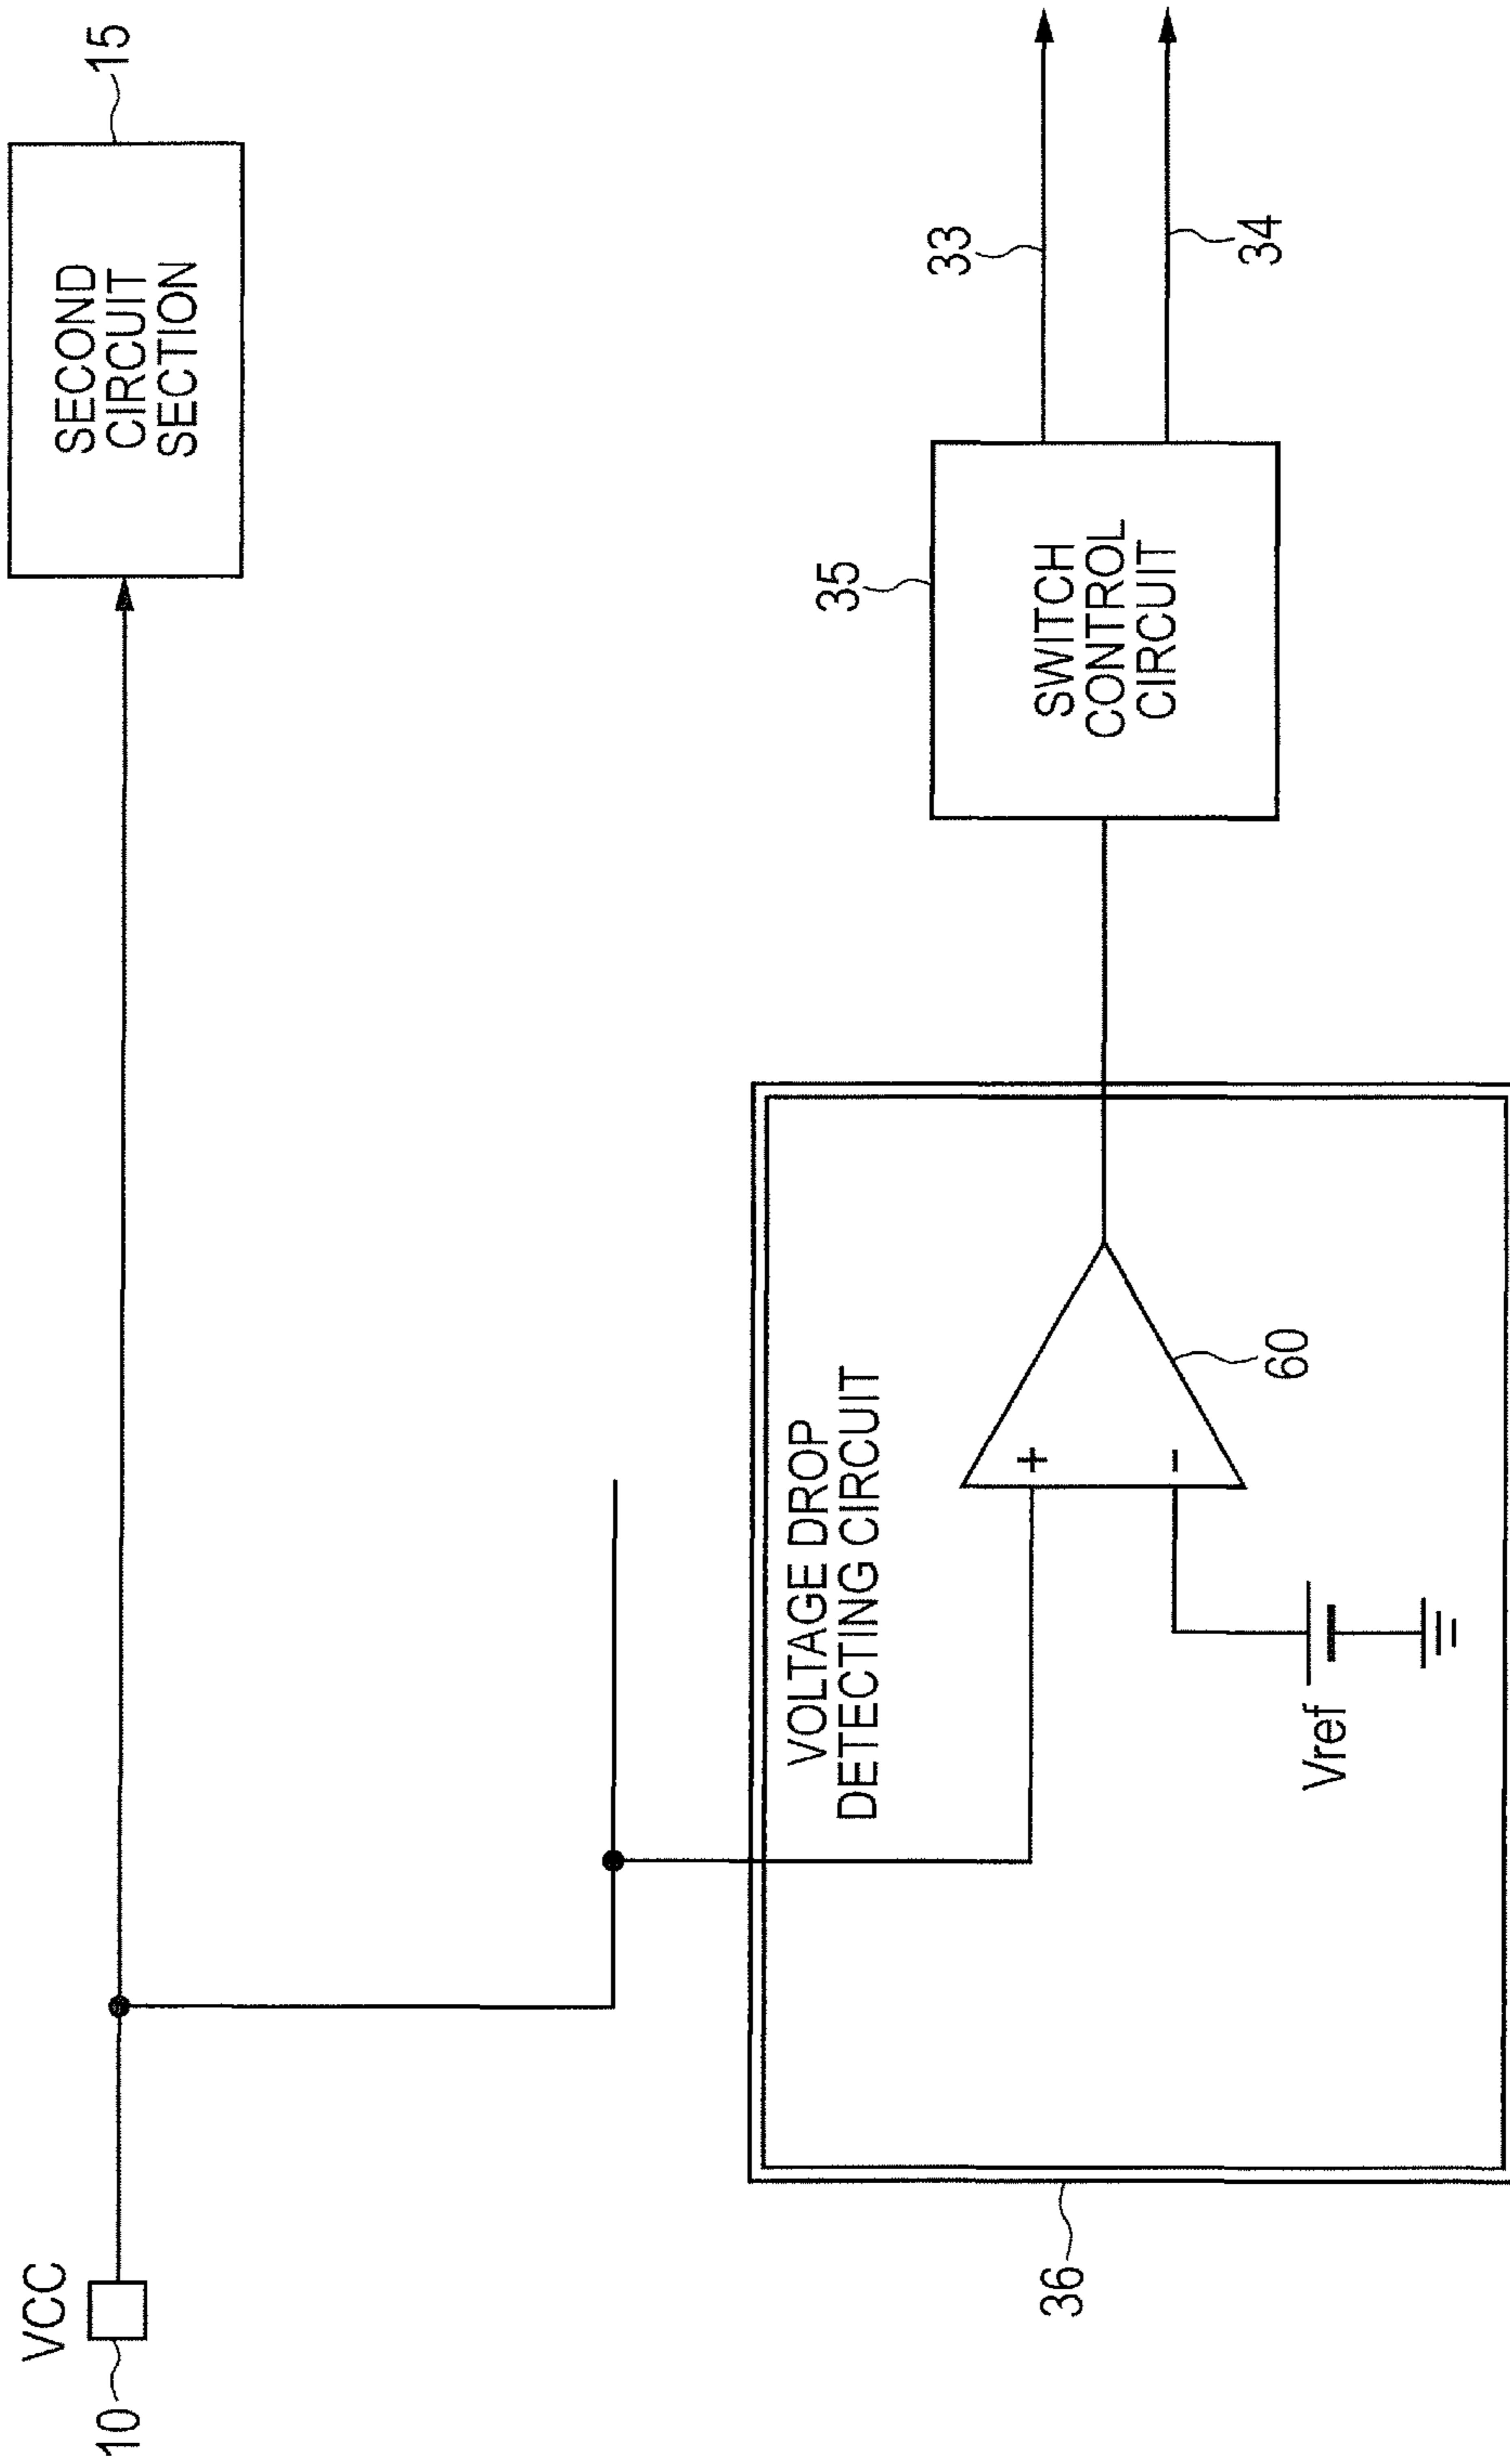 VCC
10
SECOND
CIRCUIT
SECTION
15
VOLTAGE DROP
DETECTING CIRCUIT
+
-
60
Vref
36
35
SWITCH
CONTROL
CIRCUIT
33
34